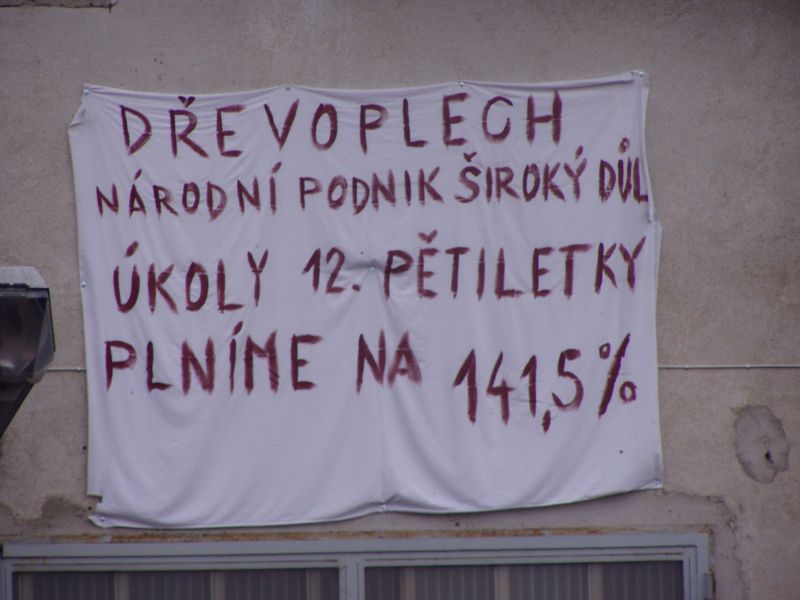 DŘEVOPLECH
NÁRODNÍ PODNIK ŠIROKÝ DŮL
ÚKOLY 12. PĚTILETKY
PLNÍME NA 141,5%